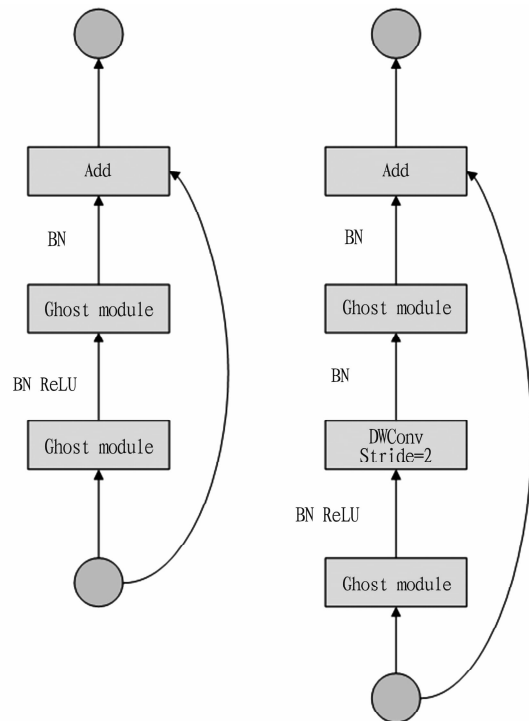 Add
BN
Ghost module
BN ReLU
Ghost module
Add
BN
Ghost module
BN
DWConv
Stride=2
BN ReLU
Ghost module